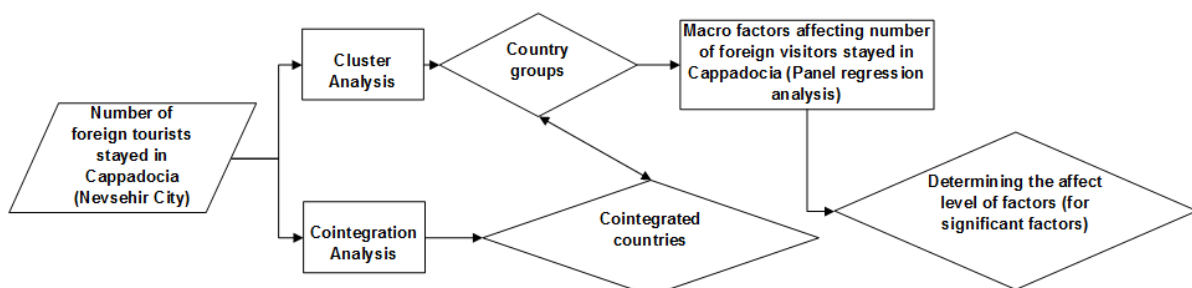 Number of
foreign tourists
stayed in
Cappadocia
(Nevsehir City)
Cluster
Analysis
Country
groups
Macro factors affecting number
of foreign visitors stayed in
Cappadocia (Panel regression
analysis)
Cointegration
Analysis
Cointegrated
countries
Determining the affect
level of factors (for
significant factors)